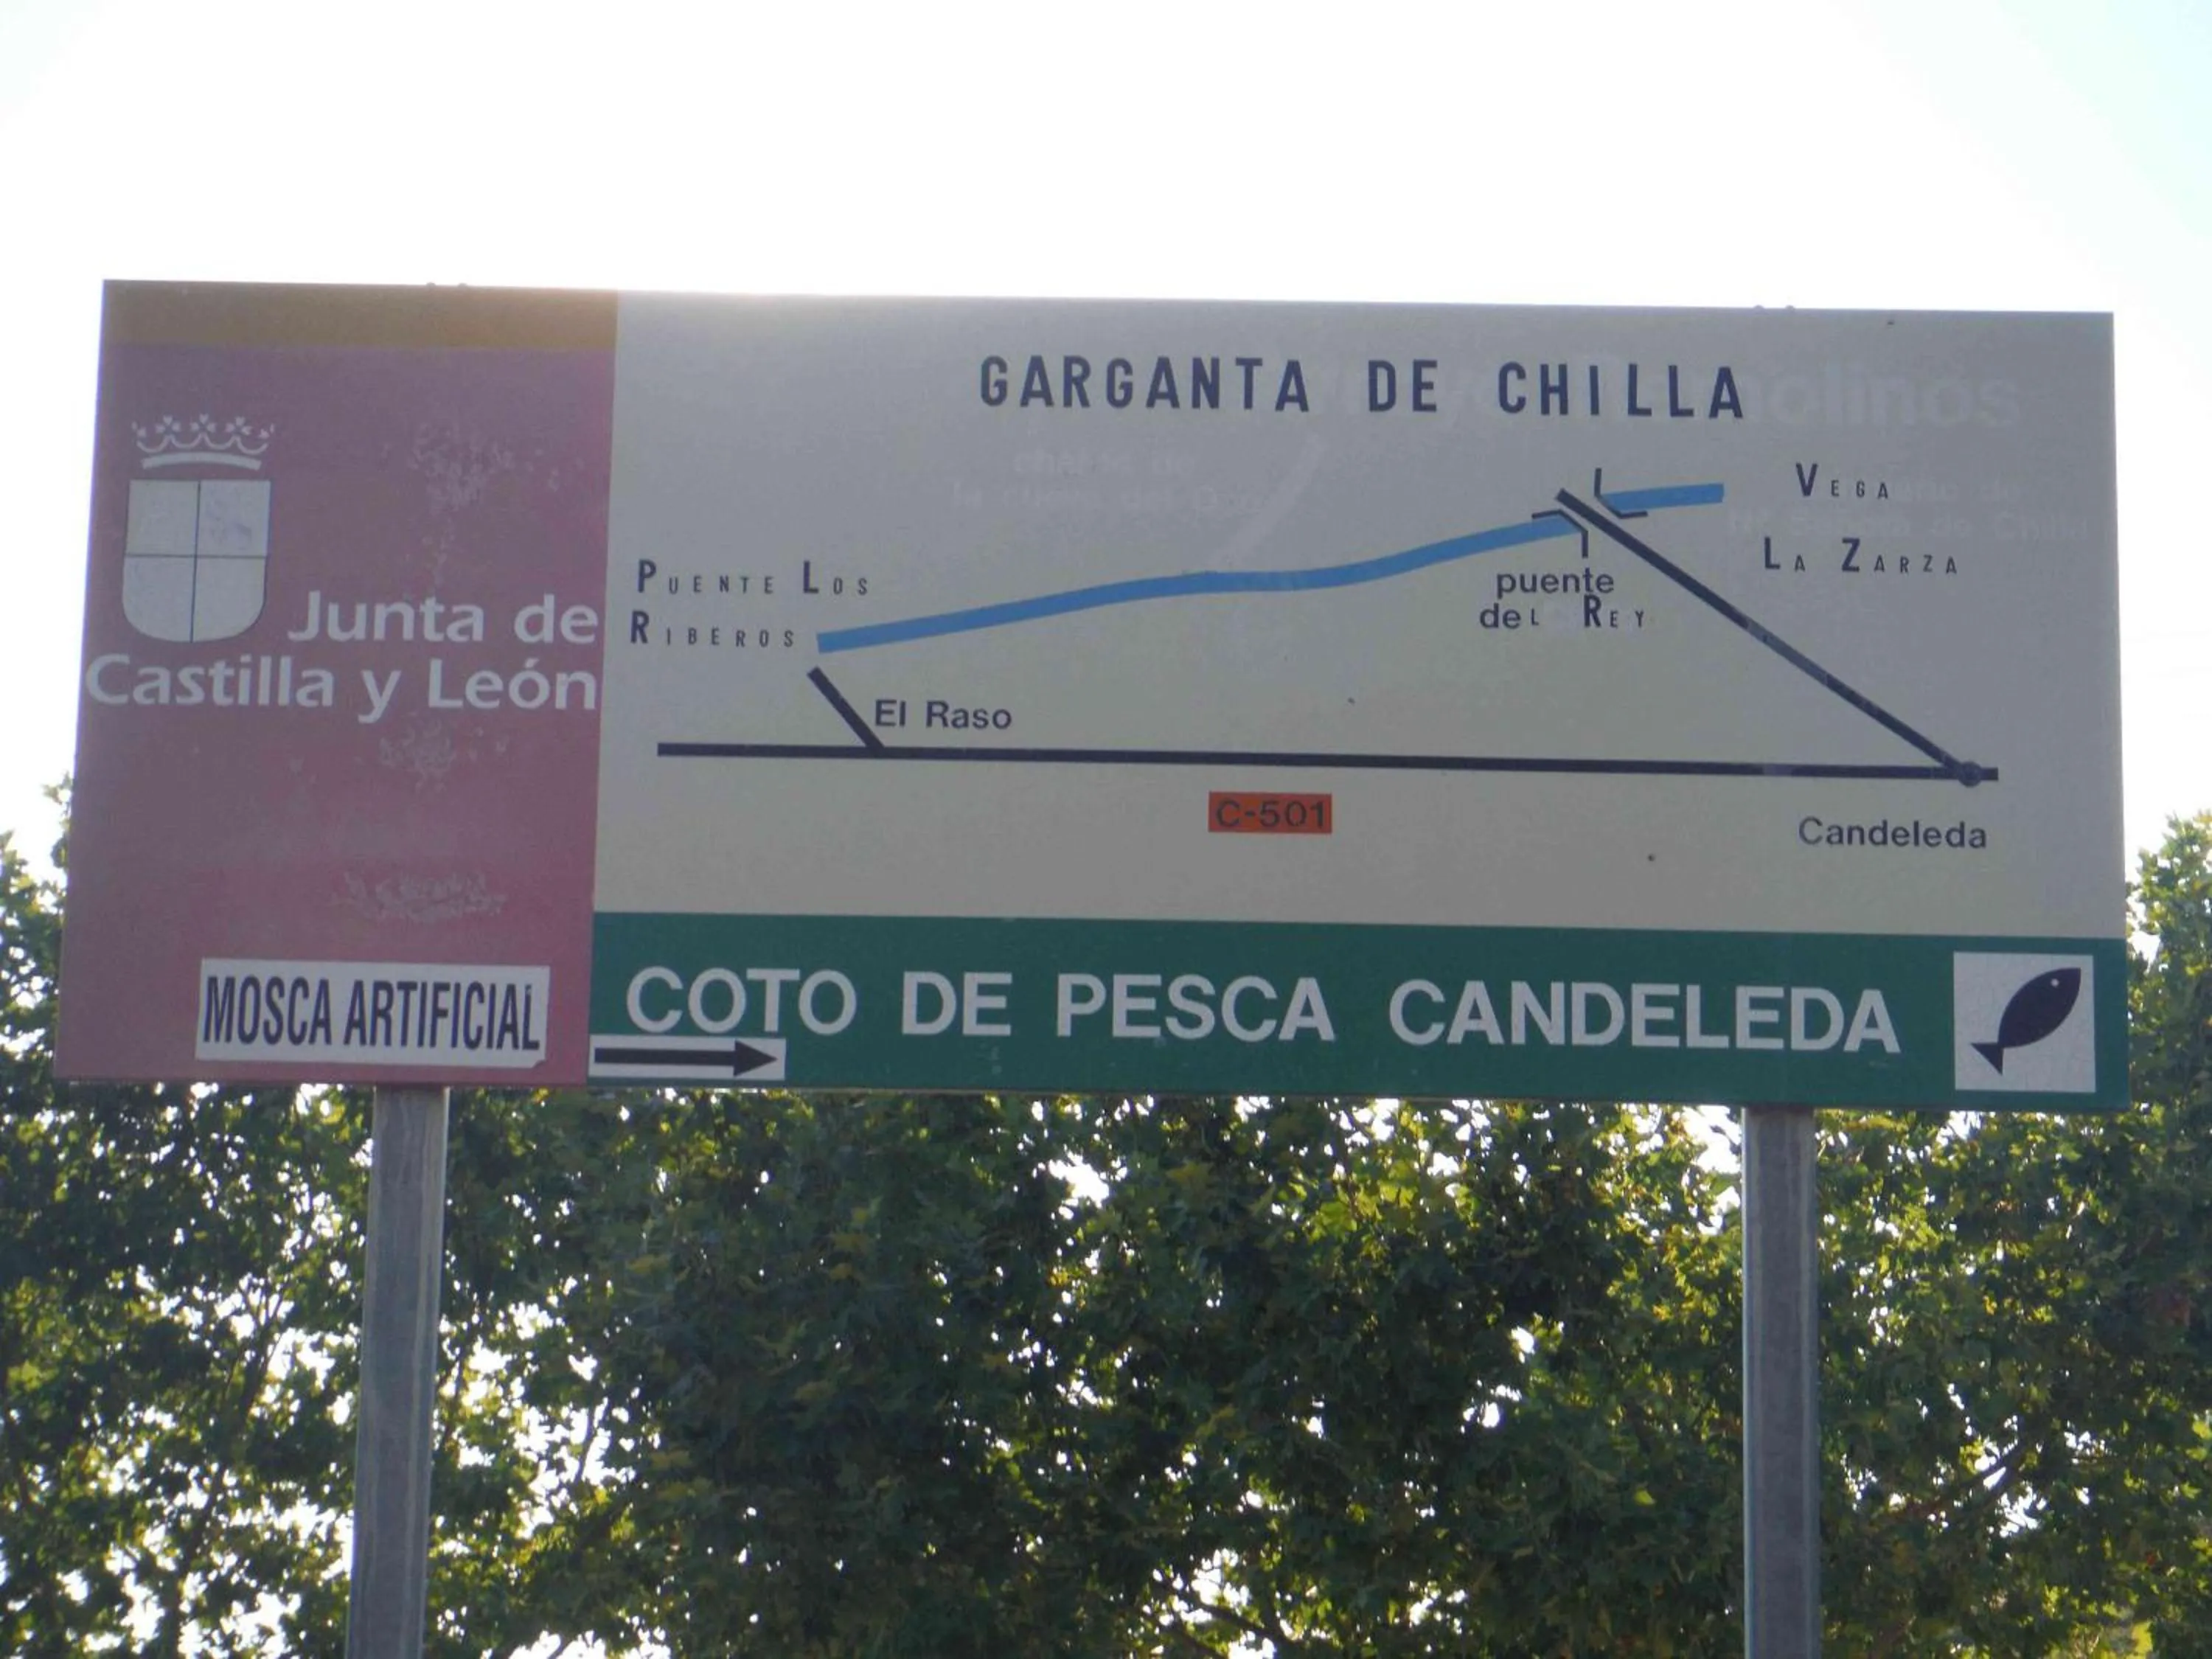 GARGANTA DE CHILLA
VEGA
LA ZARZA
PUENTE LOS
RIBEROS
puente
deL REY
El Raso
C-501
Candeleda
Junta de
Castilla y León
MOSCA ARTIFICIAL
COTO DE PESCA CANDELEDA